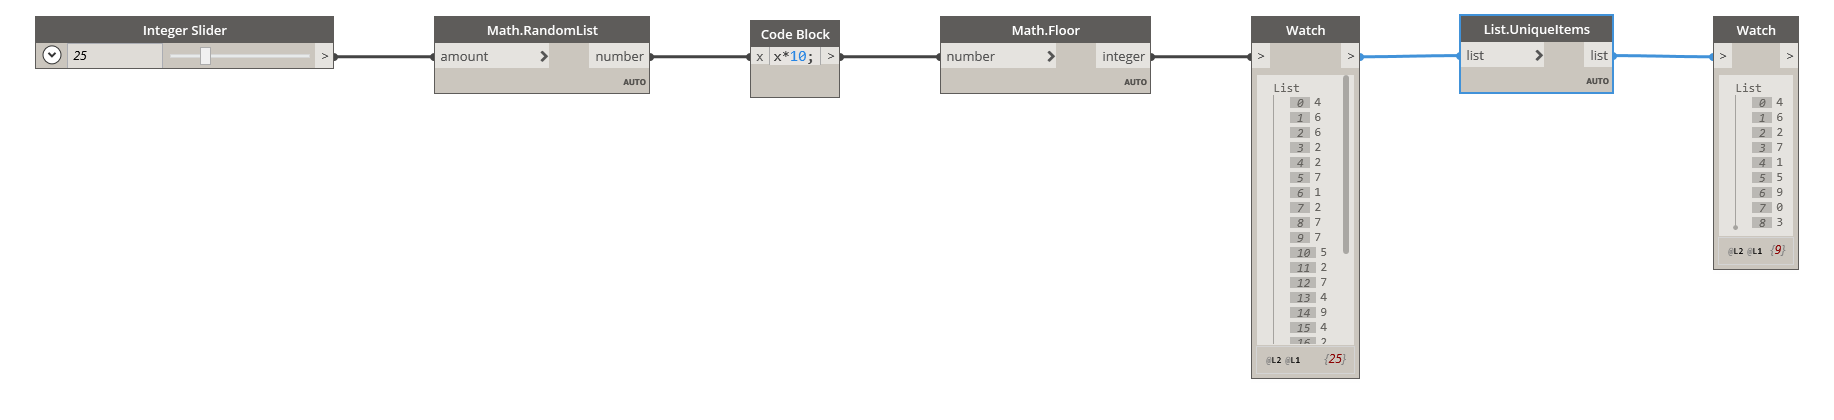 Integer Slider
25
>
Math.RandomList
amount
number
AUTO
Code Block
x
x*10;
>
Math.Floor
number
integer
AUTO
Watch
>
>
List
0 4
1 6
2 6
3 2
4 2
5 7
6 1
7 2
8 7
9 7
10 5
11 2
12 7
13 4
14 9
15 4
16 2
@L2 @L1 {25}
List.UniqueItems
list
list
AUTO
Watch
>
>
List
0 4
1 6
2 2
3 7
4 1
5 5
6 9
7 0
8 3
@L2 @L1 {9}